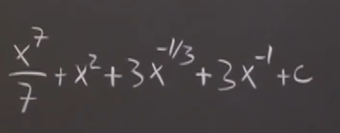 x^7/7 + x^2 + 3x^{-1/3} + 3x^{-1} + c